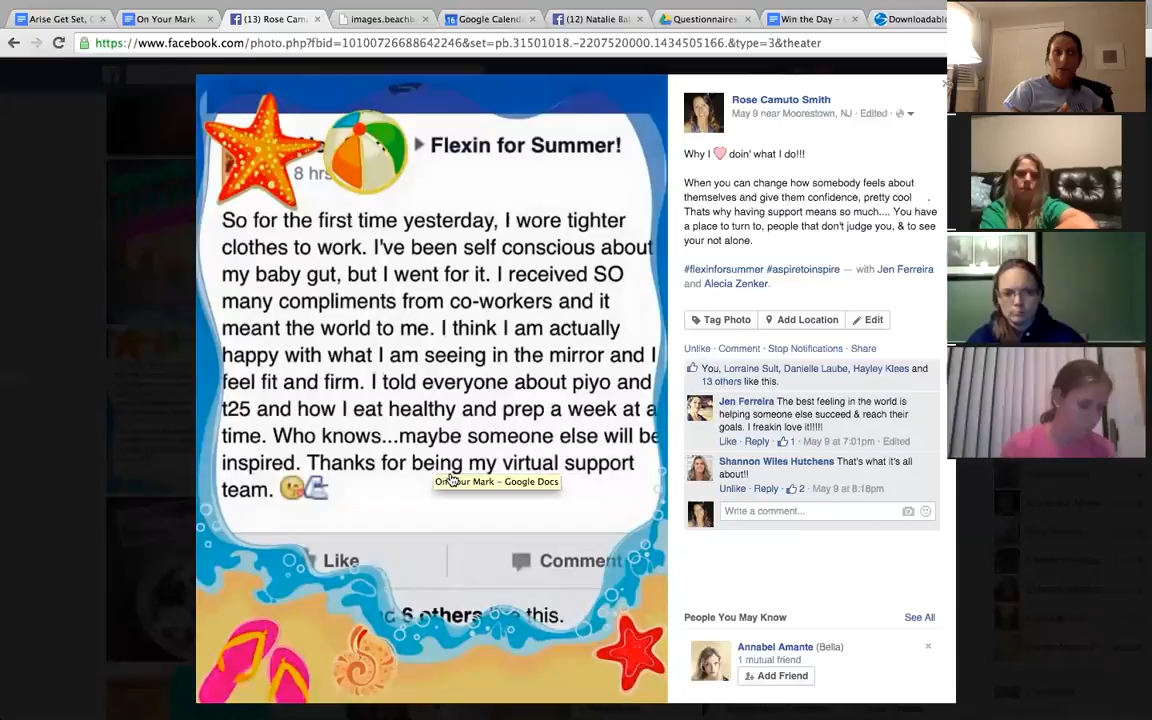 Arise Get Set,
On Your Mark
(13) Rose Cam
images.beachb
Google Calend
(12) Natalie Ba
Questionnaires
Win the Day –
Downloadable
https://www.facebook.com/photo.php?fbid=10100726688642246&set=pb.31501018.-2207520000.1434505166.&type=3&theater
Flexin for Summer!
8 hrs
So for the first time yesterday, I wore tighter
clothes to work. I've been self conscious about
my baby gut, but I went for it. I received SO
many compliments from co-workers and it
meant the world to me. I think I am actually
happy with what I am seeing in the mirror and I
feel fit and firm. I told everyone about piyo and
t25 and how I eat healthy and prep a week at a
time. Who knows...maybe someone else will be
inspired. Thanks for being my virtual support
team.
On Your Mark – Google Docs
Like
Comment
6 others like this.
Rose Camuto Smith
May 9 near Moorestown, NJ · Edited ·
Why I doin' what I do!!!
When you can change how somebody feels about
themselves and give them confidence, pretty cool .
Thats why having support means so much.... You have
a place to turn to, people that don't judge you, & to see
your not alone.
#flexinforsummer #aspiretoinspire — with Jen Ferreira
and Alecia Zenker.
Tag Photo
Add Location
Edit
Unlike · Comment · Stop Notifications · Share
You, Lorraine Sult, Danielle Laube, Hayley Klees and
13 others like this.
Jen Ferreira The best feeling in the world is
helping someone else succeed & reach their
goals. I freakin love it!!!!!
Like · Reply · 1 · May 9 at 7:01pm · Edited
Shannon Wiles Hutchens That's what it's all
about!!
Unlike · Reply · 2 · May 9 at 8:18pm
Write a comment...
People You May Know
See All
Annabel Amante (Bella)
1 mutual friend
Add Friend